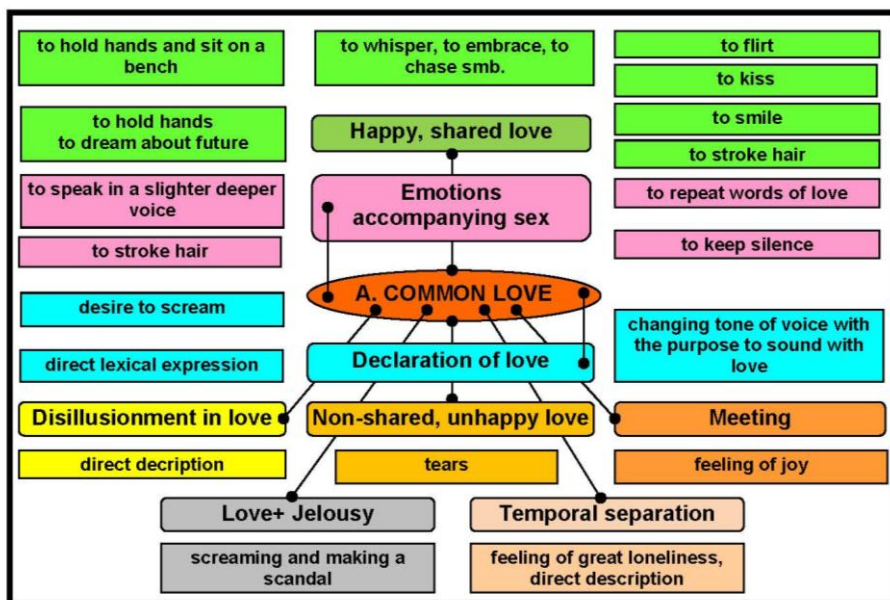 to hold hands and sit on a
bench
to whisper, to embrace, to
chase smb.
to flirt
to kiss
to hold hands
to dream about future
Happy, shared love
to smile
to stroke hair
to speak in a slighter deeper
voice
Emotions
accompanying sex
to repeat words of love
to stroke hair
to keep silence
A. COMMON LOVE
desire to scream
changing tone of voice with
the purpose to sound with
love
direct lexical expression
Declaration of love
Disillusionment in love
Non-shared, unhappy love
Meeting
direct decription
tears
feeling of joy
Love+ Jelousy
Temporal separation
screaming and making a
scandal
feeling of great loneliness,
direct description